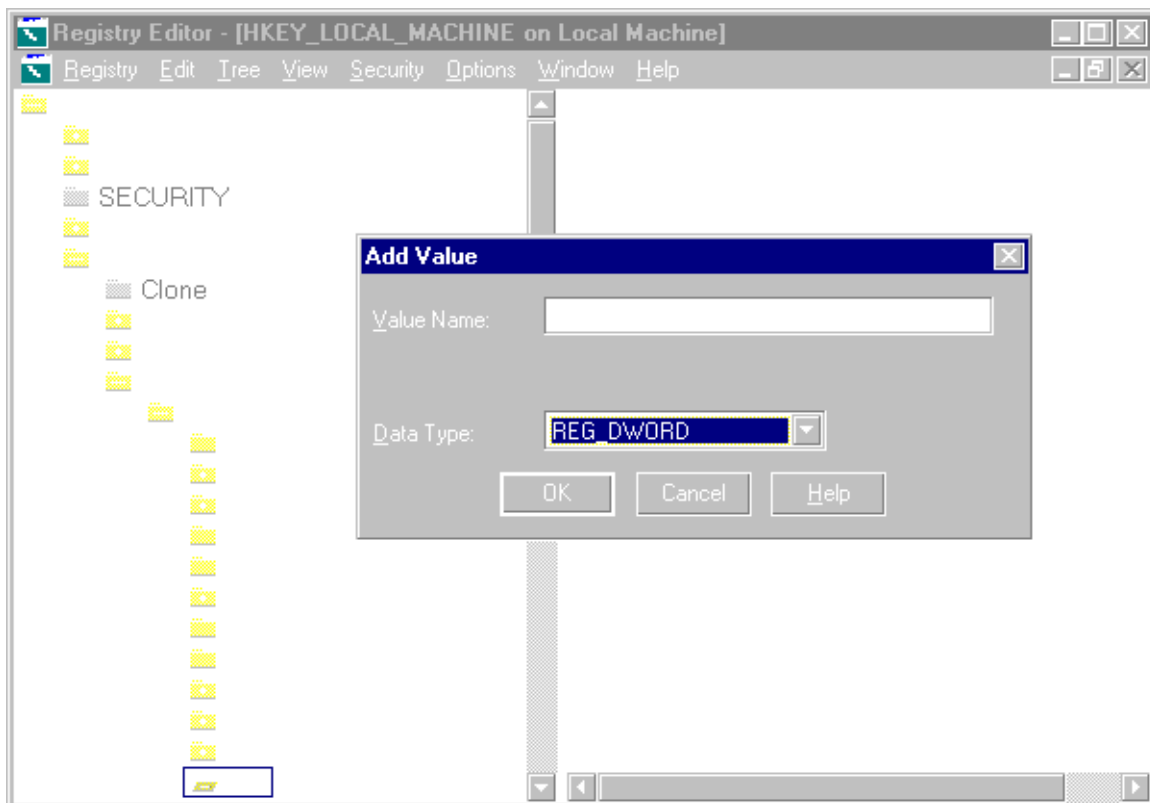 Registry Editor - [HKEY_LOCAL_MACHINE on Local Machine]
Registry Edit Tree View Security Options Window Help
SECURITY
Clone
Add Value
Value Name:
Data Type: REG_DWORD
OK Cancel Help